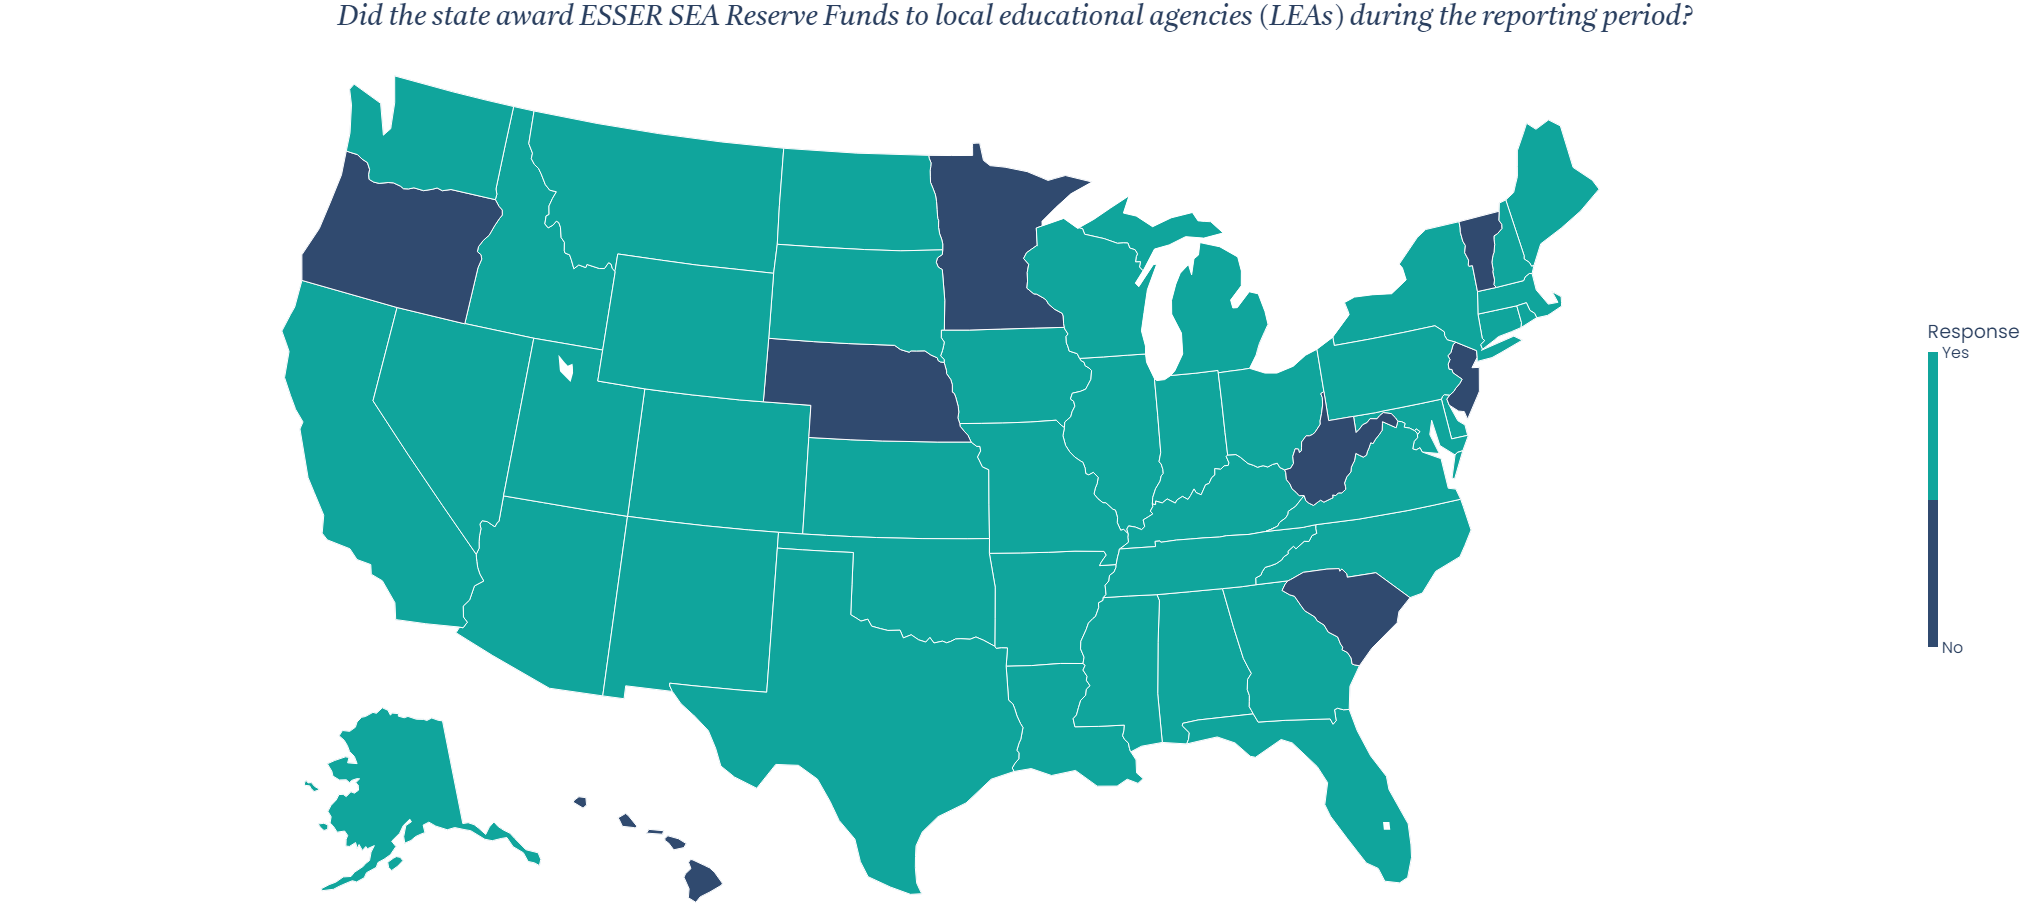 Did the state award ESSER SEA Reserve Funds to local educational agencies (LEAs) during the reporting period?
Response
Yes
No